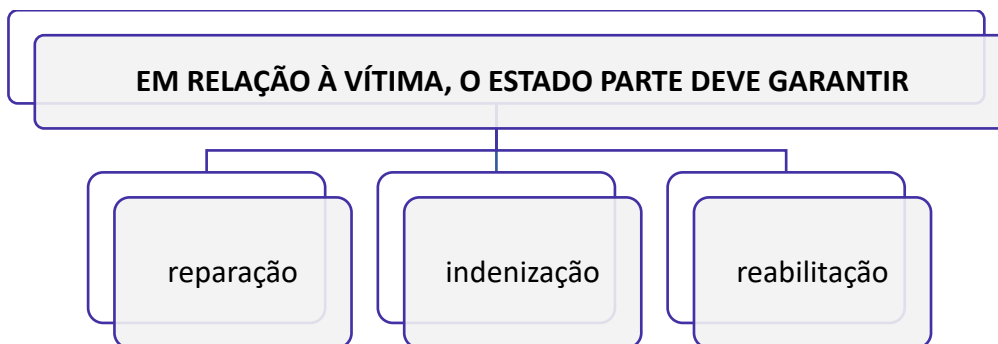 EM RELAÇÃO À VÍTIMA, O ESTADO PARTE DEVE GARANTIR
reparação
indenização
reabilitação